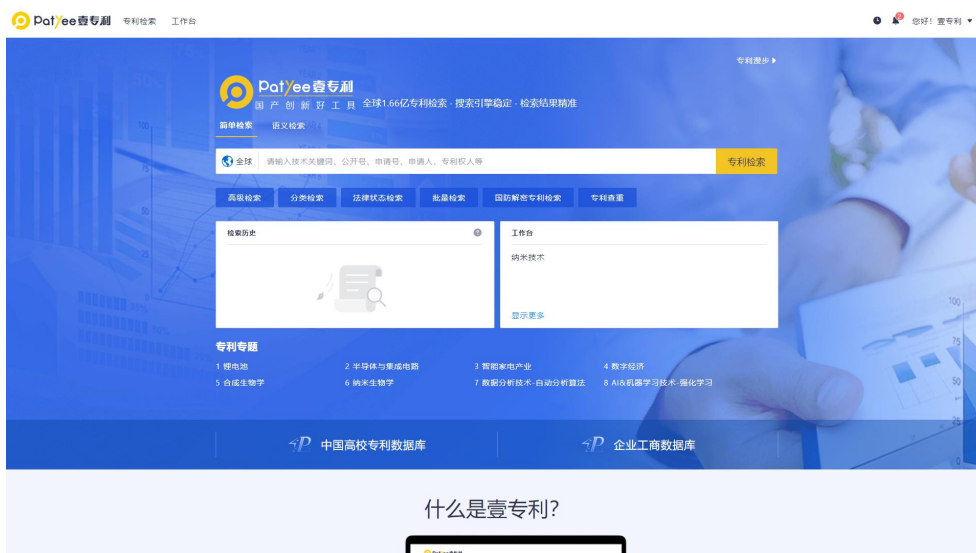 Patyee壹专利 专利检索 工作台
2
您好！壹专利
专利漫步
Patyee壹专利
国产创新好工具 全球1.66亿专利检索 - 搜索引擎稳定 - 检索结果精准
简单检索 语义检索
全球 请输入技术关键词、公开号、申请号、申请人、专利权人等 专利检索
高级检索 分类检索 法律状态检索 批量检索 国防解密专利检索 专利查重
检索历史 ?
工作台
纳米技术
显示更多
专利专题
1 锂电池 2 半导体与集成电路 3 智能家电产业 4 数字经济
5 合成生物学 6 纳米生物学 7 数据分析技术-自动分析算法 8 AI&机器学习技术-强化学习
中国高校专利数据库 企业工商数据库
100
75
50
25
0
什么是壹专利?